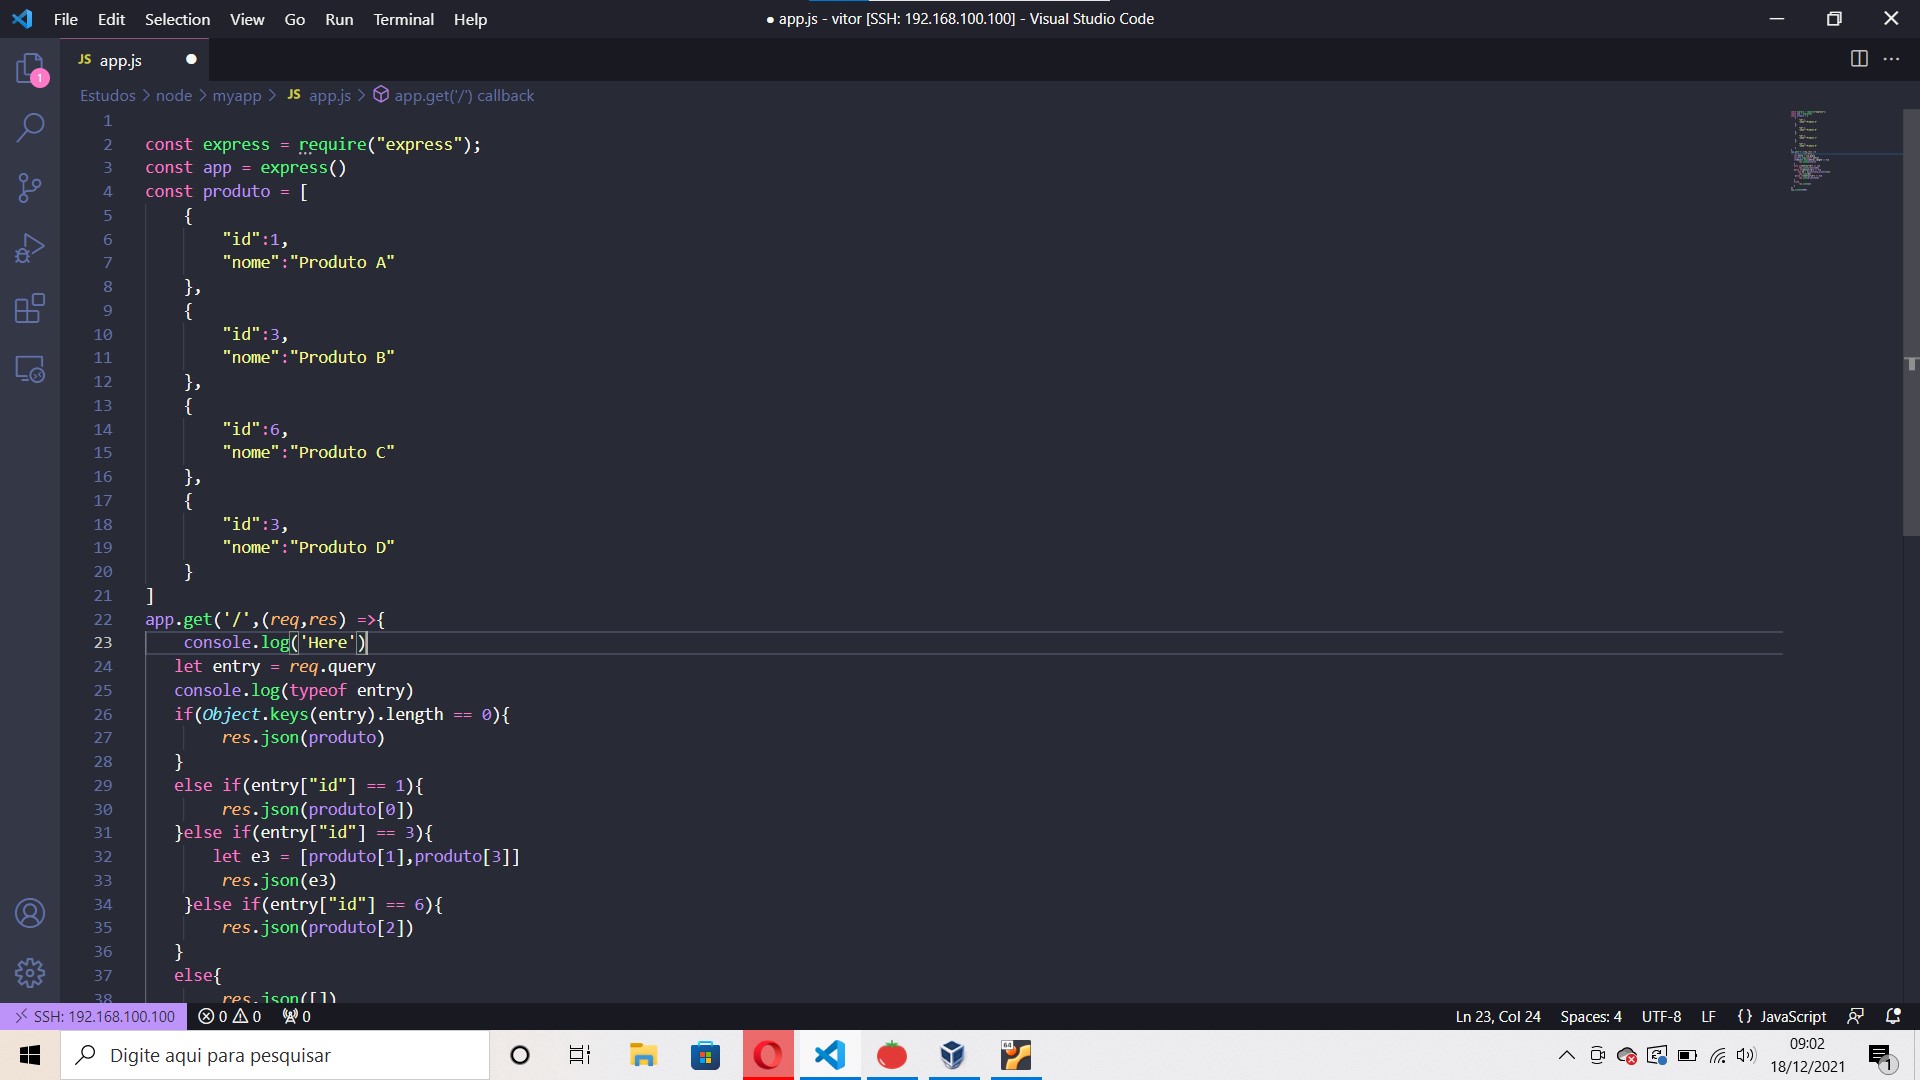 File Edit Selection View Go Run Terminal Help
● app.js - vitor [SSH: 192.168.100.100] - Visual Studio Code
1
JS app.js ●
Estudos > node > myapp > JS app.js > app.get('/') callback
1
2 const express = require("express");
3 const app = express()
4 const produto = [
5 {
6 "id":1,
7 "nome":"Produto A"
8 },
9 {
10 "id":3,
11 "nome":"Produto B"
12 },
13 {
14 "id":6,
15 "nome":"Produto C"
16 },
17 {
18 "id":3,
19 "nome":"Produto D"
20 }
21 ]
22 app.get('/',(req,res) =>{
23 console.log('Here')
24 let entry = req.query
25 console.log(typeof entry)
26 if(Object.keys(entry).length == 0){
27 res.json(produto)
28 }
29 else if(entry["id"] == 1){
30 res.json(produto[0])
31 }else if(entry["id"] == 3){
32 let e3 = [produto[1],produto[3]]
33 res.json(e3)
34 }else if(entry["id"] == 6){
35 res.json(produto[2])
36 }
37 else{
38 res.json([])
SSH: 192.168.100.100 0 0 0 Ln 23, Col 24 Spaces: 4 UTF-8 LF {} JavaScript
Digite aqui para pesquisar
64
09:02
18/12/2021
1